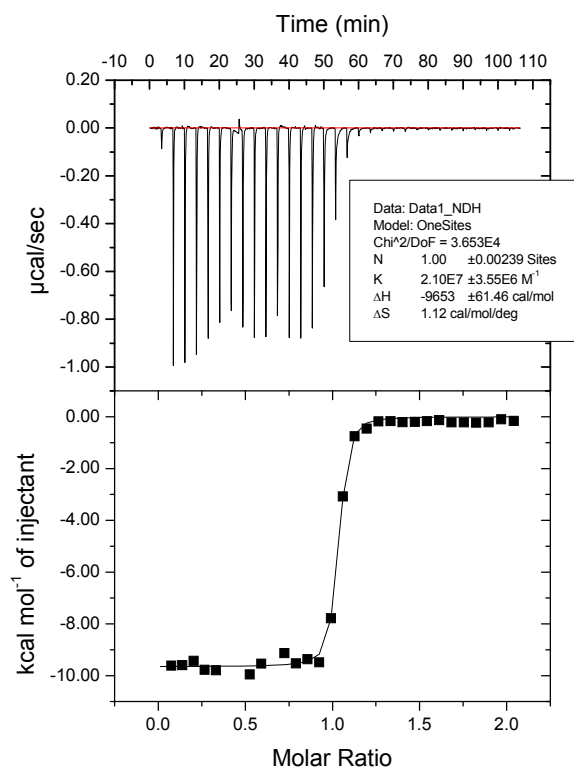 Time (min)
-10 0 10 20 30 40 50 60 70 80 90 100 110
0.20
0.00
-0.20
-0.40
-0.60
-0.80
-1.00
µcal/sec
Data: Data1_NDH
Model: OneSites
Chi^2/DoF = 3.653E4
N 1.00 ±0.00239 Sites
K 2.10E7 ±3.55E6 M⁻¹
ΔH -9653 ±61.46 cal/mol
ΔS 1.12 cal/mol/deg
0.00
-2.00
-4.00
-6.00
-8.00
-10.00
kcal mol⁻¹ of injectant
0.0 0.5 1.0 1.5 2.0
Molar Ratio